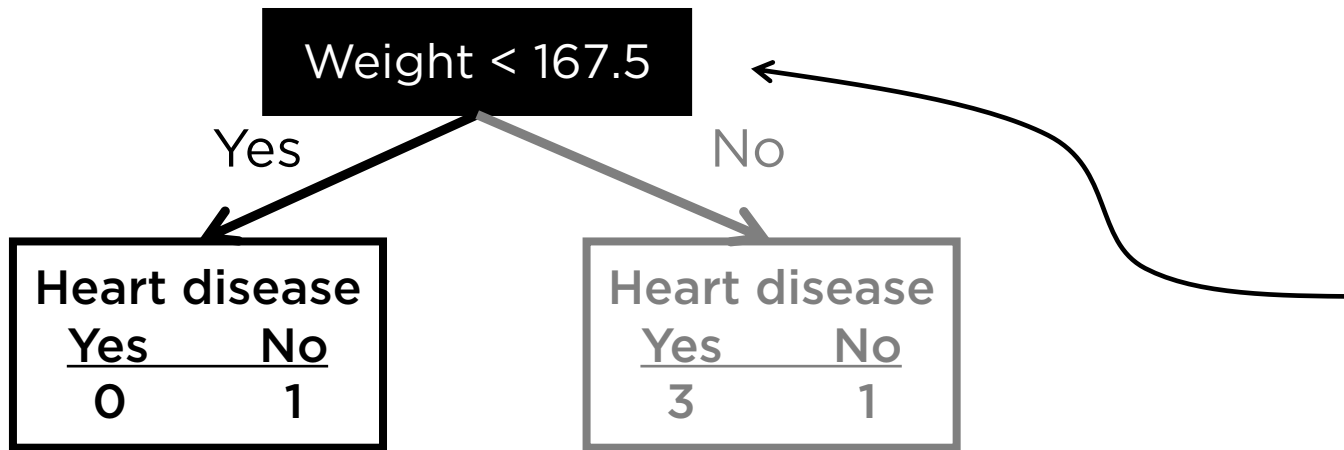 Weight < 167.5
Yes
No
Heart disease
Yes No
0 1
Heart disease
Yes No
3 1